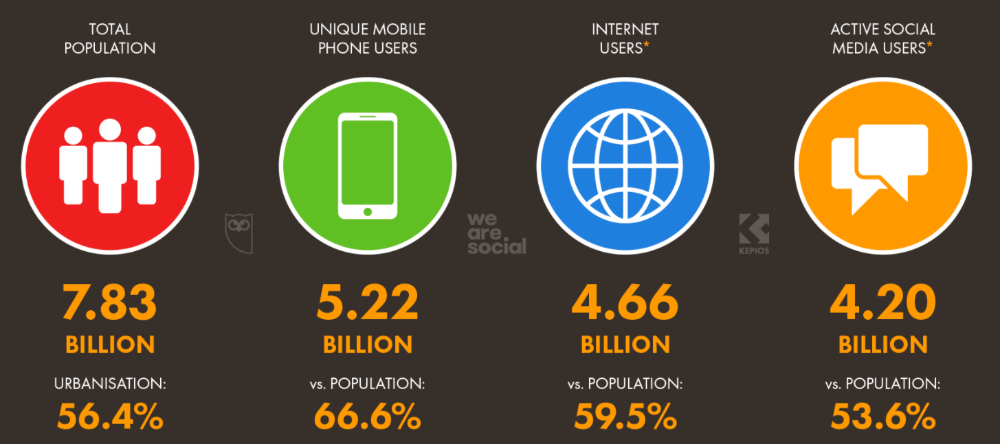 TOTAL
POPULATION
UNIQUE MOBILE
PHONE USERS
INTERNET
USERS*
ACTIVE SOCIAL
MEDIA USERS*
we
are
social
KEPIOS
7.83
BILLION
URBANISATION:
56.4%
5.22
BILLION
vs. POPULATION:
66.6%
4.66
BILLION
vs. POPULATION:
59.5%
4.20
BILLION
vs. POPULATION:
53.6%